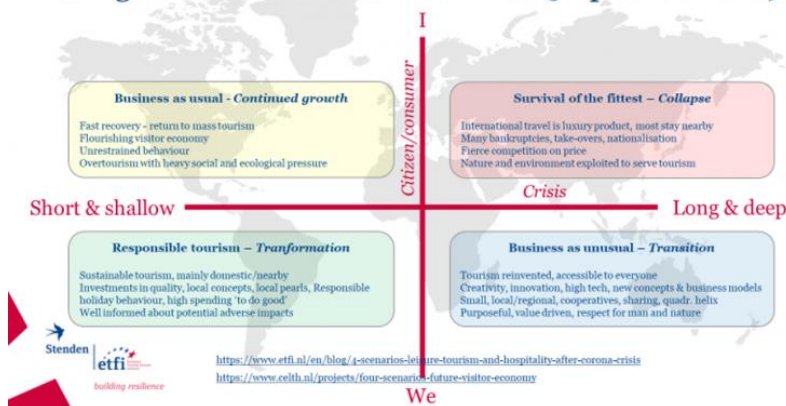 I
Citizen/consumer
Business as usual - Continued growth
Fast recovery - return to mass tourism
Flourishing visitor economy
Unrestrained behaviour
Overtourism with heavy social and ecological pressure
Survival of the fittest – Collapse
International travel is luxury product, most stay nearby
Many bankruptcies, take-overs, nationalisation
Fierce competition on price
Nature and environment exploited to serve tourism
Crisis
Short & shallow
Long & deep
Responsible tourism – Tranformation
Sustainable tourism, mainly domestic/nearby
Investments in quality, local concepts, local pearls, Responsible
holiday behaviour, high spending 'to do good'
Well informed about potential adverse impacts
Business as unusual – Transition
Tourism reinvented, accessible to everyone
Creativity, innovation, high tech, new concepts & business models
Small, local/regional, cooperatives, sharing, quadr. helix
Purposeful, value driven, respect for man and nature
Stenden
etfi
building resilience
https://www.etfi.nl/en/blog/4-scenarios-leisure-tourism-and-hospitality-after-corona-crisis
https://www.celth.nl/projects/four-scenarios-future-visitor-economy
We